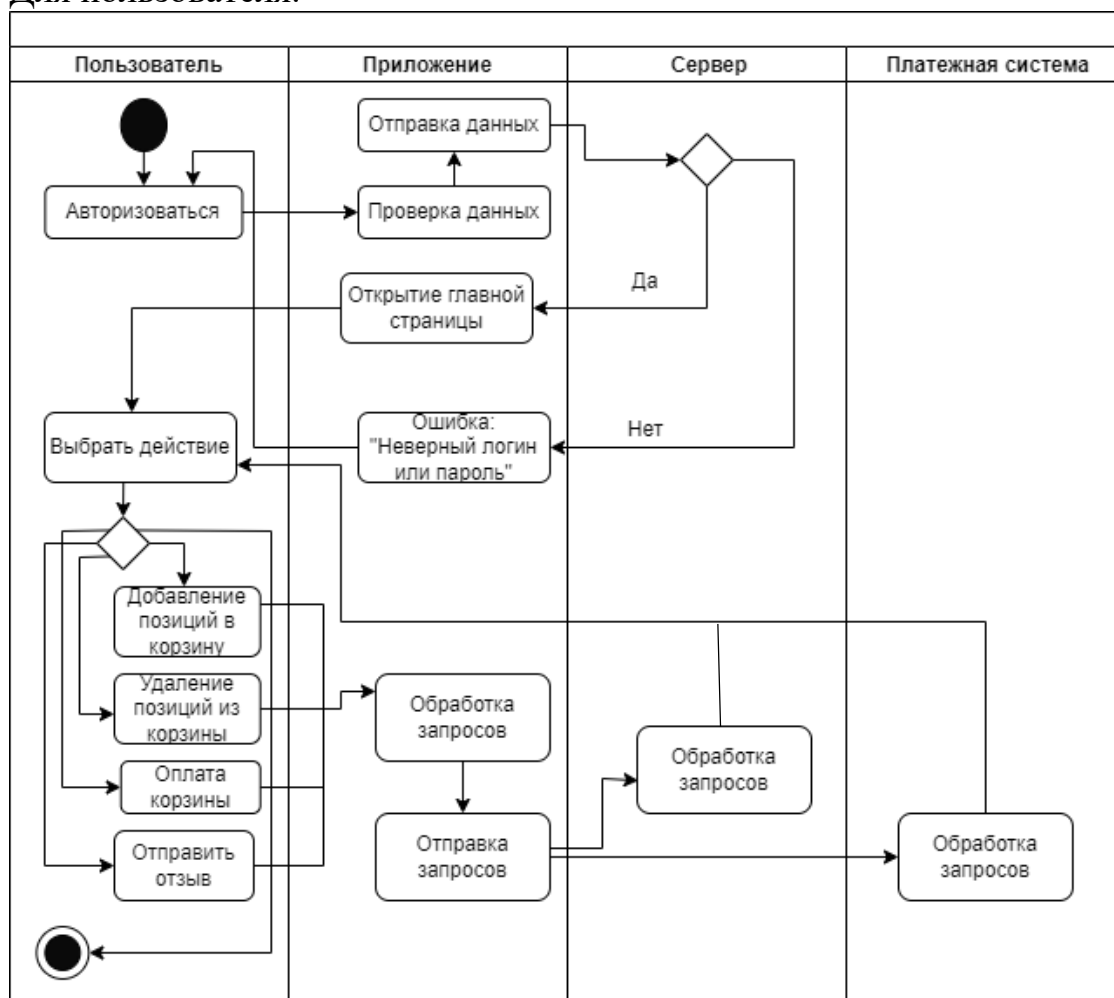 Для пользователя:
Пользователь
Приложение
Сервер
Платежная система
Отправка данных
Авторизоваться
Проверка данных
Да
Открытие главной
страницы
Выбрать действие
Ошибка:
"Неверный логин
или пароль"
Нет
Добавление
позиций в
корзину
Удаление
позиций из
корзины
Оплата
корзины
Отправить
отзыв
Обработка
запросов
Отправка
запросов
Обработка
запросов
Обработка
запросов